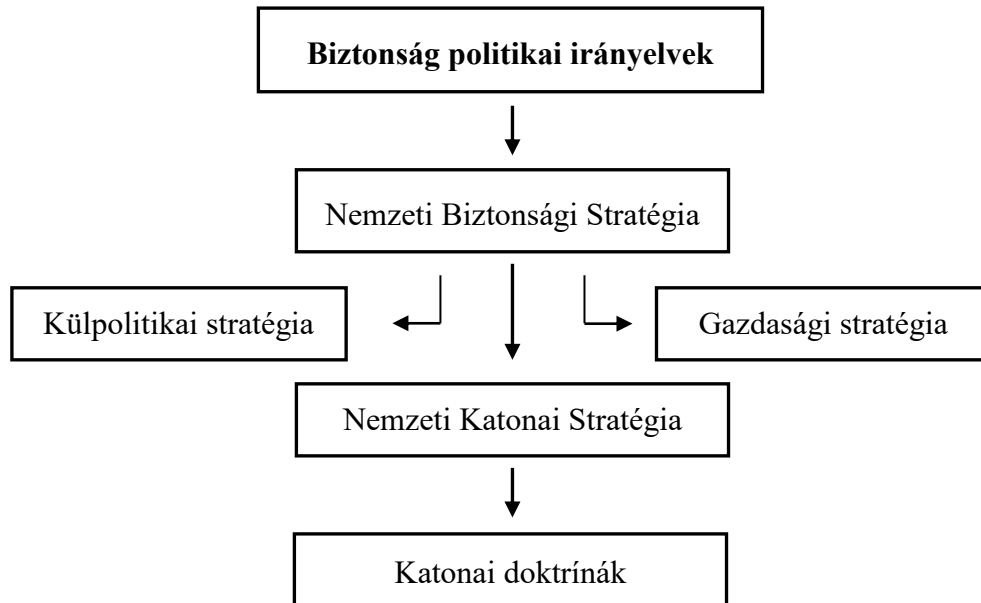 Biztonság politikai irányelvek
Nemzeti Biztonsági Stratégia
Külpolitikai stratégia
Gazdasági stratégia
Nemzeti Katonai Stratégia
Katonai doktrínák